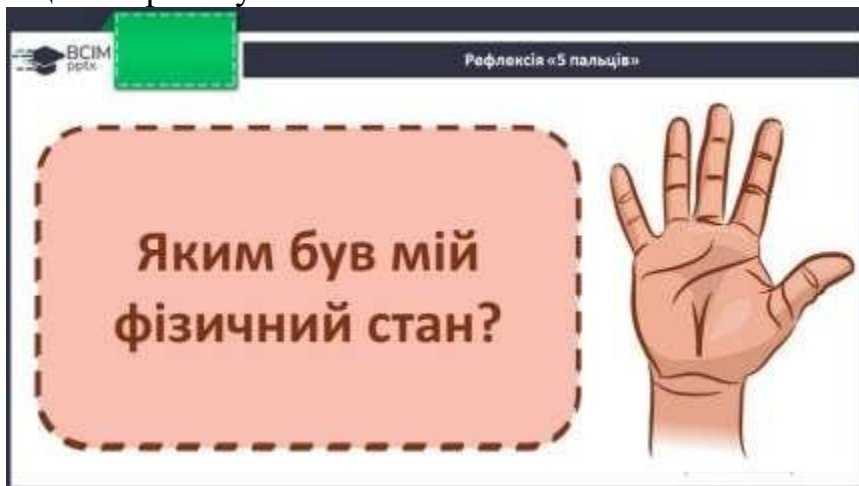 ВСІМ
pptx
Рефлексія «5 пальців»
Яким був мій
фізичний стан?